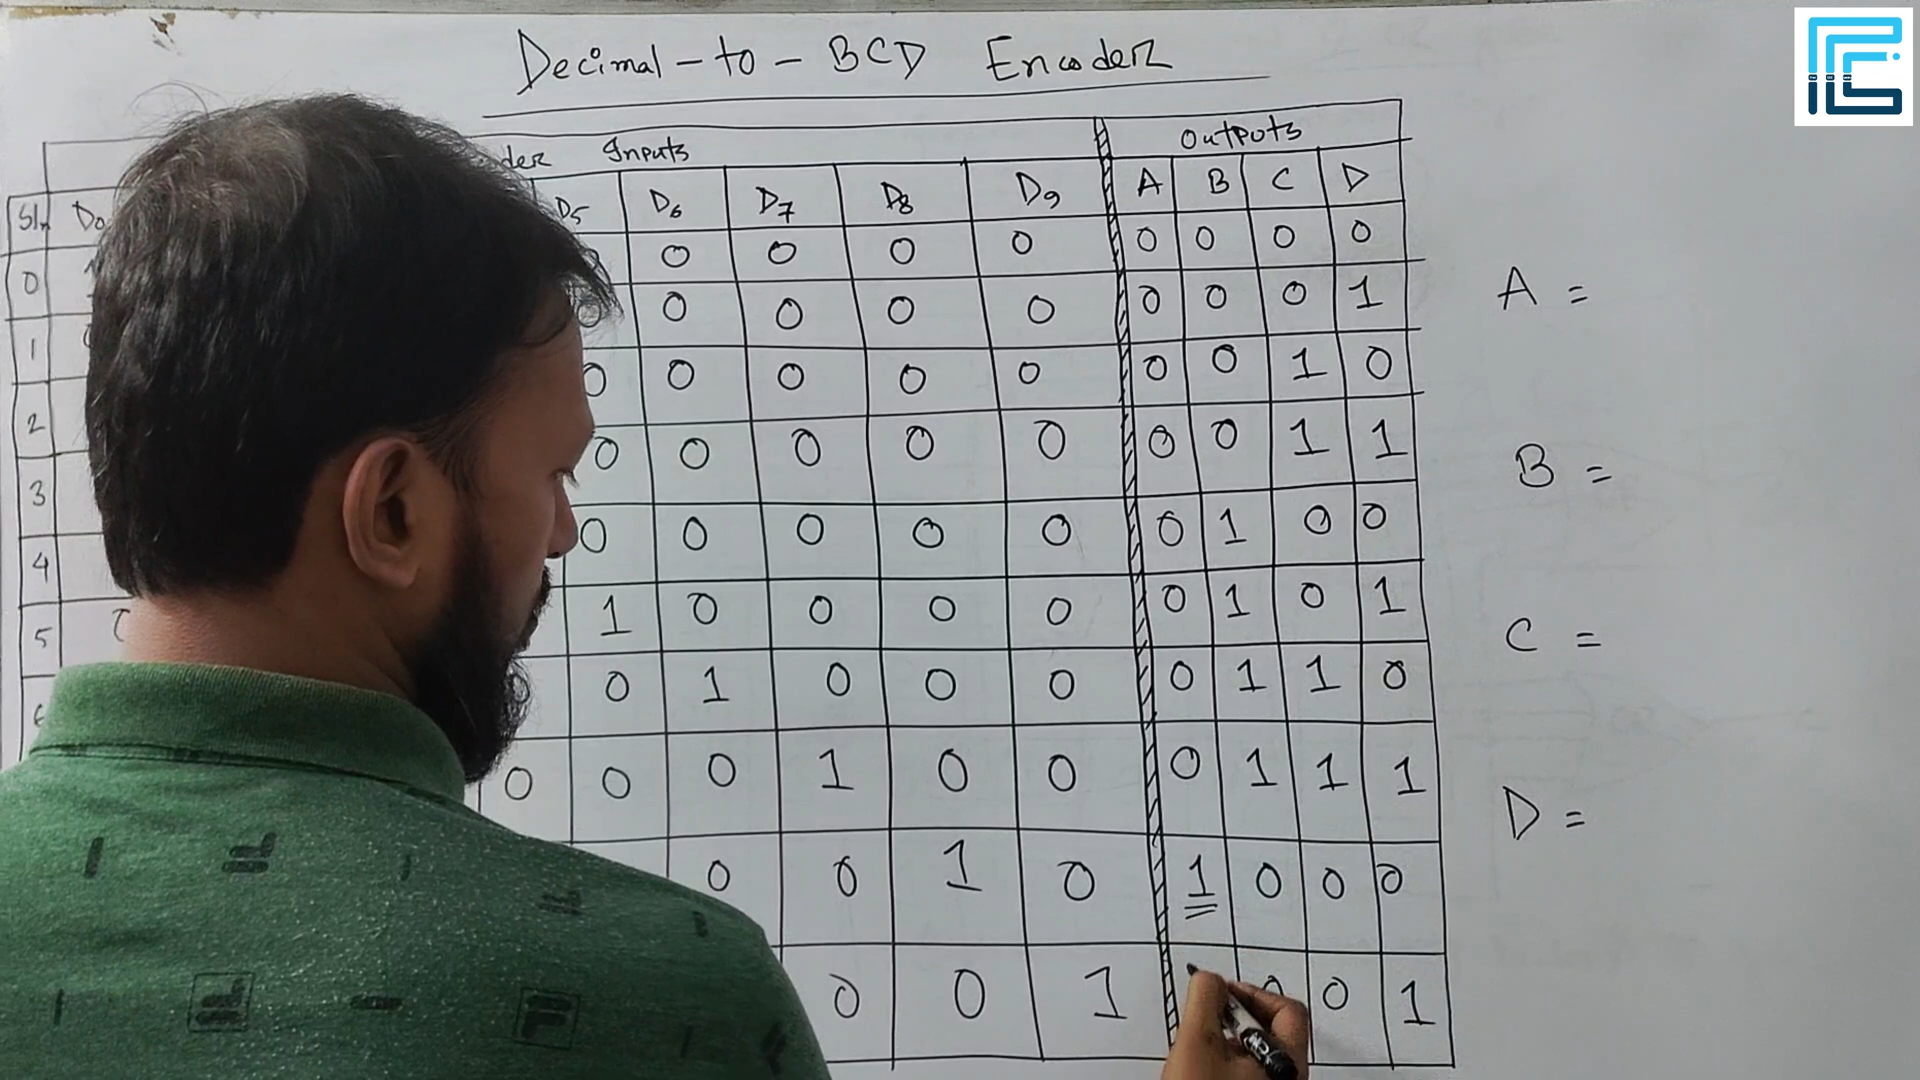 Decimal-to-BCD Encoder
der Inputs Outputs
Sl. D0 D5 D6 D7 D8 D9 A B C D
0 0 0 0 0 0 0 0 0
1 0 0 0 0 0 0 0 1
2 0 0 0 0 0 0 0 1 0
3 0 0 0 0 0 0 0 1 1
4 0 0 0 0 0 0 1 0 0
5 1 0 0 0 0 0 1 0 1
0 1 0 0 0 0 1 1 0
0 0 0 1 0 0 0 1 1 1
0 0 1 0 1 0 0 0
0 0 1 0 0 1
A =
B =
C =
D =